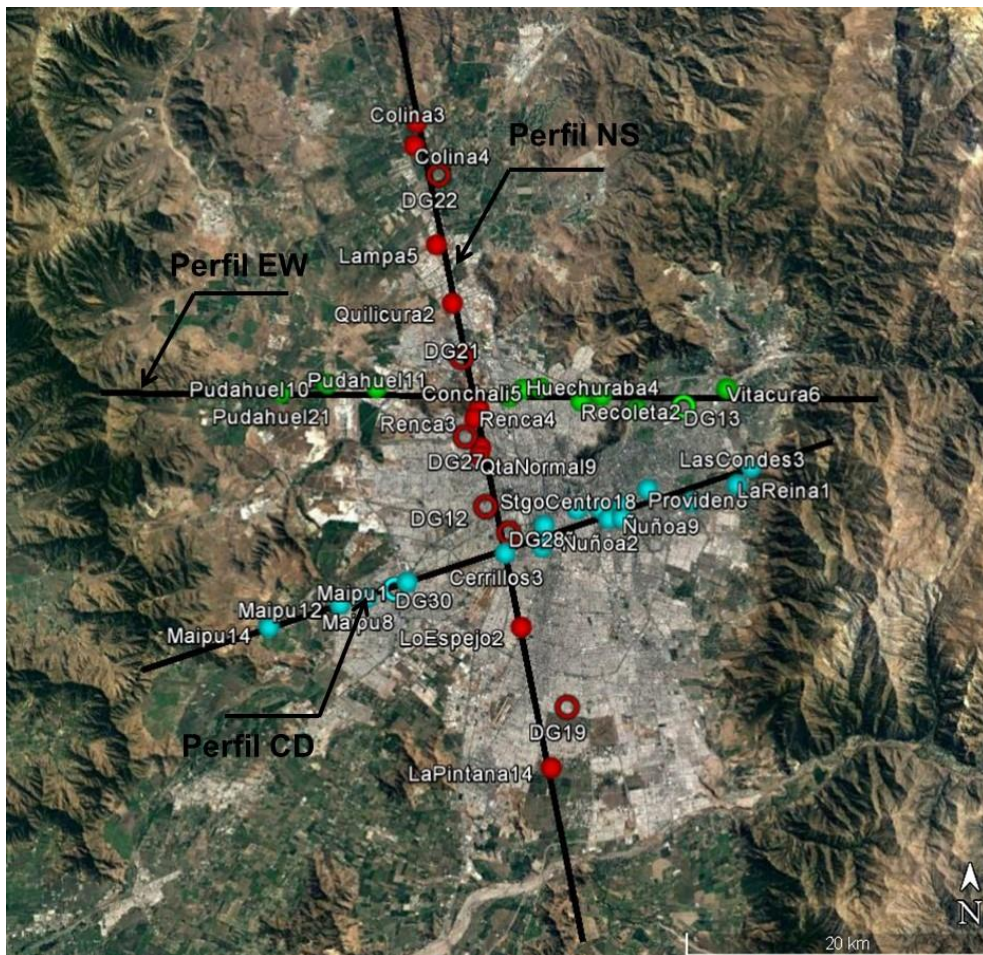 Colina3
Perfil NS
Colina4
DG22
Lampa5
Perfil EW
Quilicura2
DG21
Pudahuel10
Pudahuel11
Conchali5
Huechuraba4
Vitacura6
Pudahuel21
Renca3
Renca4
Recoleta2
DG13
DG27
QtaNormal9
LasCondes3
LaReina1
StgoCentro18
DG12
Ñuñoa9
DG28
Ñuñoa2
Cerrillos3
Maipu1
DG30
Maipu12
Maipu8
Maipu14
LoEspejo2
Perfil CD
DG19
LaPintana14
N
20 km